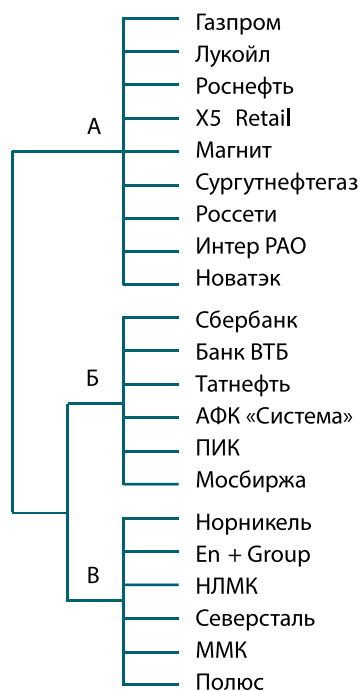 Газпром
Лукойл
Роснефть
X5 Retail
А
Магнит
Сургутнефтегаз
Россети
Интер РАО
Новатэк
Сбербанк
Банк ВТБ
Б
Татнефть
АФК «Система»
ПИК
Мосбиржа
Норникель
En + Group
В
НЛМК
Северсталь
ММК
Полюс